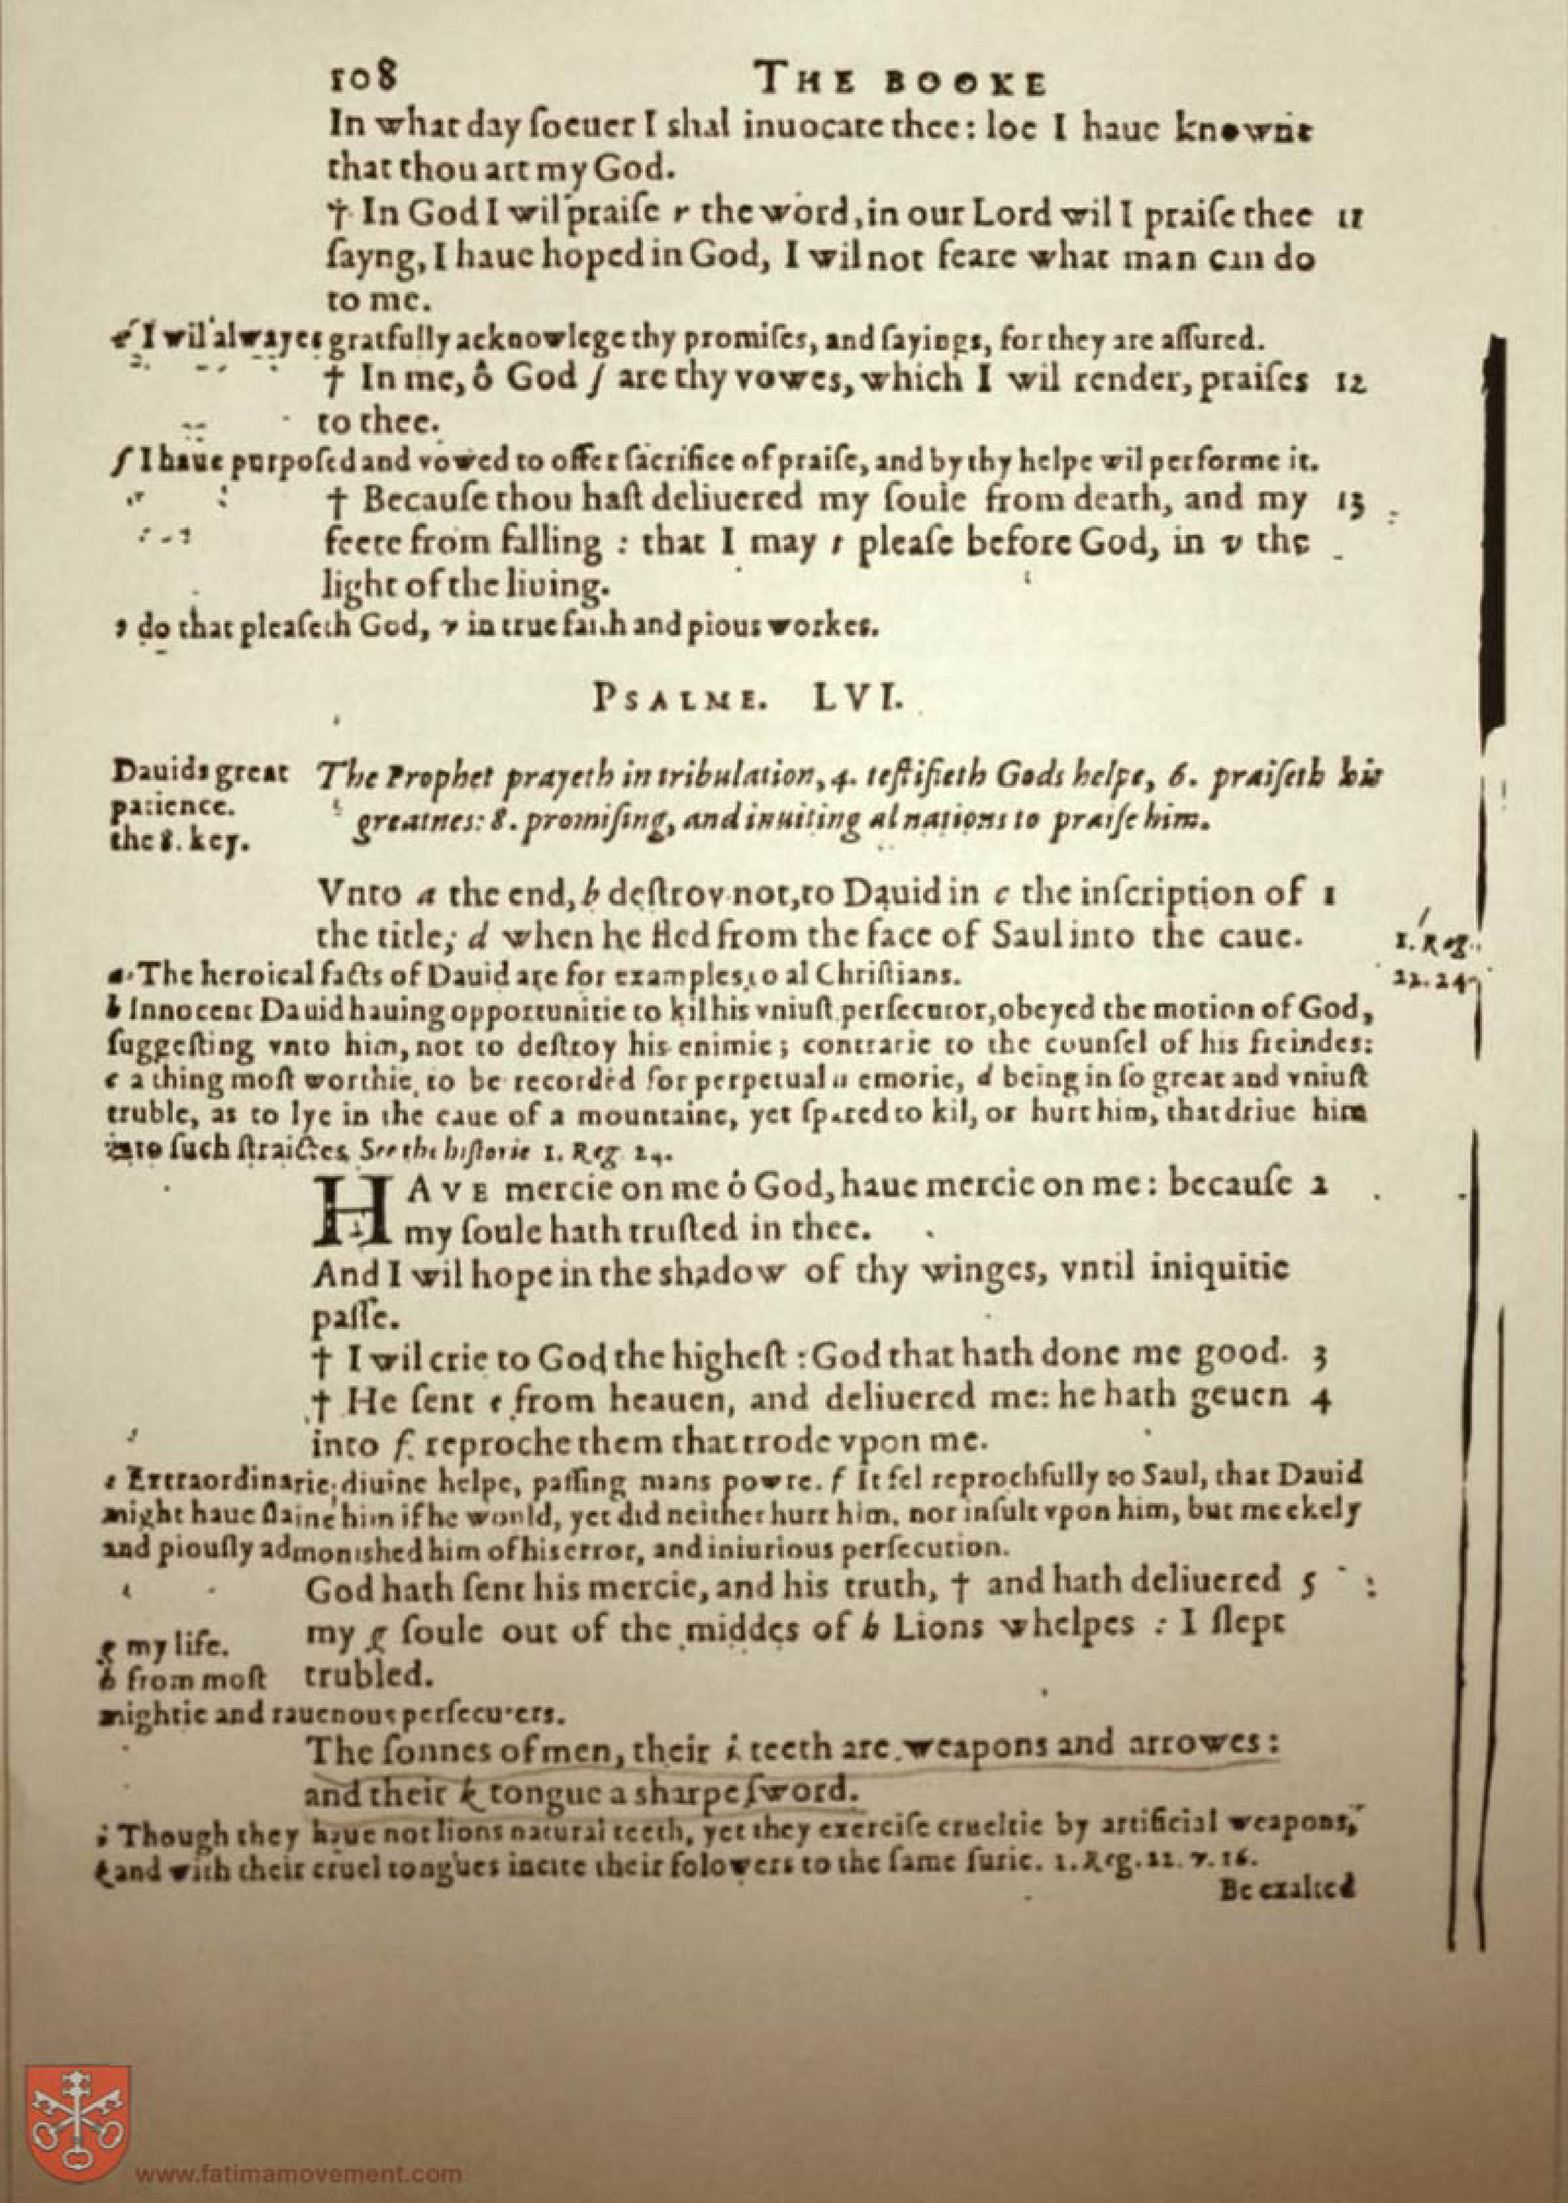 108 THE BOOKE
In what day ſoeuer I shal inuocate thee: loe I haue knowne
that thou art my God.
† In God I wil praiſe r the word, in our Lord wil I praiſe thee 11
ſayng, I haue hoped in God, I wil not feare what man can do
to me.
r I wil alwayes gratfully acknowlege thy promiſes, and ſayings, for they are aſſured.
† In me, ô God ſ are thy vowes, which I wil render, praiſes 12
to thee.
ſ I haue purpoſed and vowed to offer ſacrifice of praiſe, and by thy helpe wil performe it.
† Becauſe thou haſt deliuered my ſoule from death, and my 13
feete from falling : that I may t pleaſe before God, in v the
light of the liuing.
t do that pleaſeth God, v in true faith and pious workes.
PSALME. LVI.
Dauids great
patience.
the 8. key.
The Prophet prayeth in tribulation, 4. teſtifieth Gods helpe, 6. praiſeth his
greatnes: 8. promiſing, and inuiting al nations to praiſe him.
Vnto a the end, b deſtroy not, to Dauid in c the inſcription of 1
the title; d when he fled from the face of Saul into the caue.
1. Reg.
22. 24.
a The heroical facts of Dauid are for examples to al Chriſtians.
b Innocent Dauid hauing opportunitie to kil his vniuſt perſecutor, obeyed the motion of God,
ſuggeſting vnto him, not to deſtroy his enimie; contrarie to the counſel of his freindes:
c a thing moſt worthie to be recorded for perpetual memorie, d being in ſo great and vniuſt
truble, as to lye in the caue of a mountaine, yet ſpared to kil, or hurt him, that driue him
into ſuch ſtraictes. See the hiſtorie 1. Reg. 24.
HAVE mercie on me ô God, haue mercie on me: becauſe 2
my ſoule hath truſted in thee.
And I wil hope in the shadow of thy winges, vntil iniquitie
paſſe.
† I wil crie to God the higheſt : God that hath done me good. 3
† He ſent e from heauen, and deliuered me: he hath geuen 4
into f reproche them that trode vpon me.
e Extraordinarie diuine helpe, paſſing mans powre. f It fel reprochfully to Saul, that Dauid
might haue ſlaine him if he would, yet did neither hurt him, nor inſult vpon him, but meekely
and piouſly admonished him of his error, and iniurious perſecution.
God hath ſent his mercie, and his truth, † and hath deliuered 5
my g ſoule out of the middes of h Lions whelpes : I ſlept
trubled.
g my life.
h from moſt
mightie and rauenous perſecuters.
The ſonnes of men, their i teeth are weapons and arrowes:
and their k tongue a sharpe ſword.
i Though they haue not lions natural teeth, yet they exerciſe crueltie by artificial weapons,
k and with their cruel tongues incite their folowers to the ſame furie. 1. Reg. 22. v. 16.
Be exalted
www.fatimamovement.com